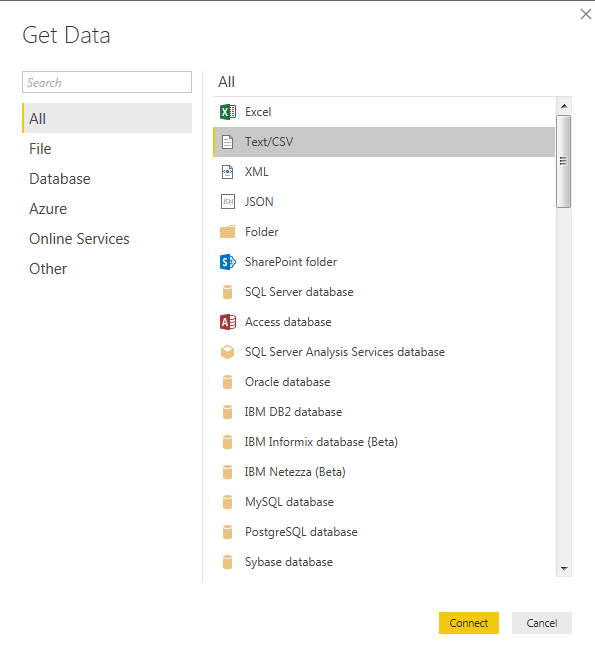 Get Data
Search
All
File
Database
Azure
Online Services
Other
All
Excel
Text/CSV
XML
JSON
Folder
SharePoint folder
SQL Server database
Access database
SQL Server Analysis Services database
Oracle database
IBM DB2 database
IBM Informix database (Beta)
IBM Netezza (Beta)
MySQL database
PostgreSQL database
Sybase database
Connect
Cancel